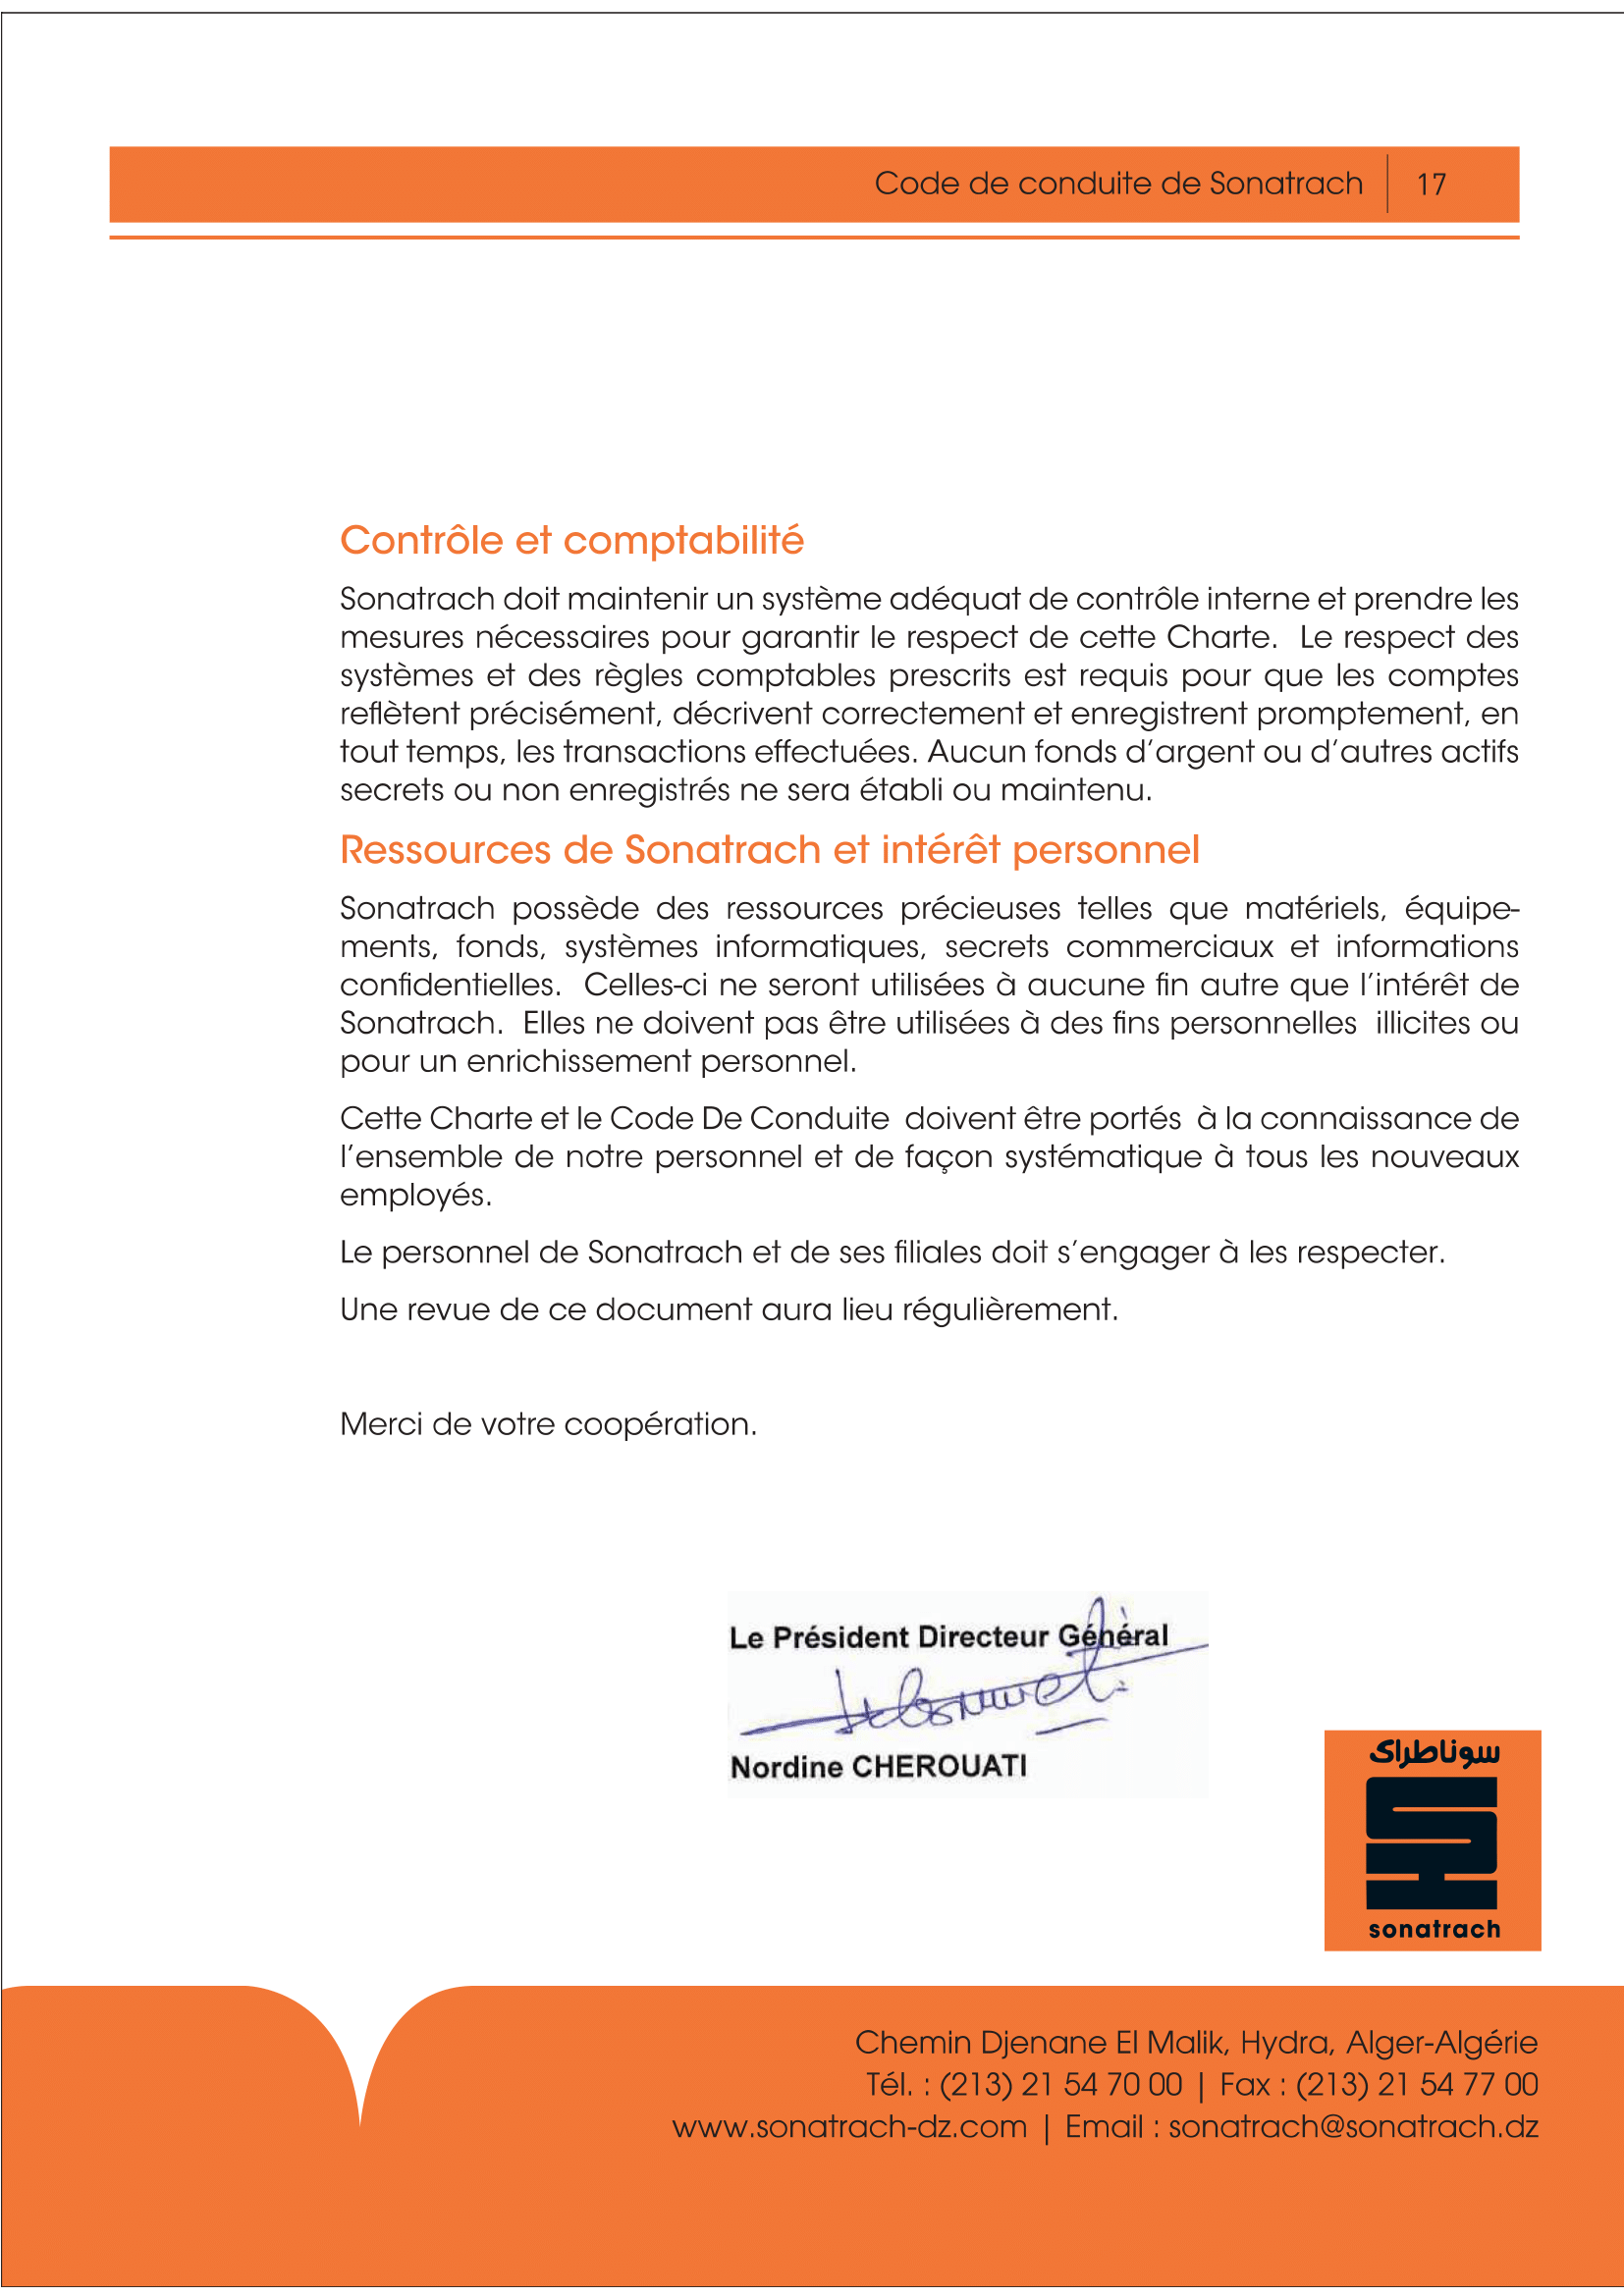 Code de conduite de Sonatrach 17
Contrôle et comptabilité
Sonatrach doit maintenir un système adéquat de contrôle interne et prendre les
mesures nécessaires pour garantir le respect de cette Charte. Le respect des
systèmes et des règles comptables prescrits est requis pour que les comptes
reflètent précisément, décrivent correctement et enregistrent promptement, en
tout temps, les transactions effectuées. Aucun fonds d'argent ou d'autres actifs
secrets ou non enregistrés ne sera établi ou maintenu.
Ressources de Sonatrach et intérêt personnel
Sonatrach possède des ressources précieuses telles que matériels, équipe-
ments, fonds, systèmes informatiques, secrets commerciaux et informations
confidentielles. Celles-ci ne seront utilisées à aucune fin autre que l'intérêt de
Sonatrach. Elles ne doivent pas être utilisées à des fins personnelles illicites ou
pour un enrichissement personnel.
Cette Charte et le Code De Conduite doivent être portés à la connaissance de
l'ensemble de notre personnel et de façon systématique à tous les nouveaux
employés.
Le personnel de Sonatrach et de ses filiales doit s'engager à les respecter.
Une revue de ce document aura lieu régulièrement.
Merci de votre coopération.
Le Président Directeur Général
Nordine CHEROUATI
سوناطراك
sonatrach
Chemin Djenane El Malik, Hydra, Alger-Algérie
Tél. : (213) 21 54 70 00 | Fax : (213) 21 54 77 00
www.sonatrach-dz.com | Email : sonatrach@sonatrach.dz